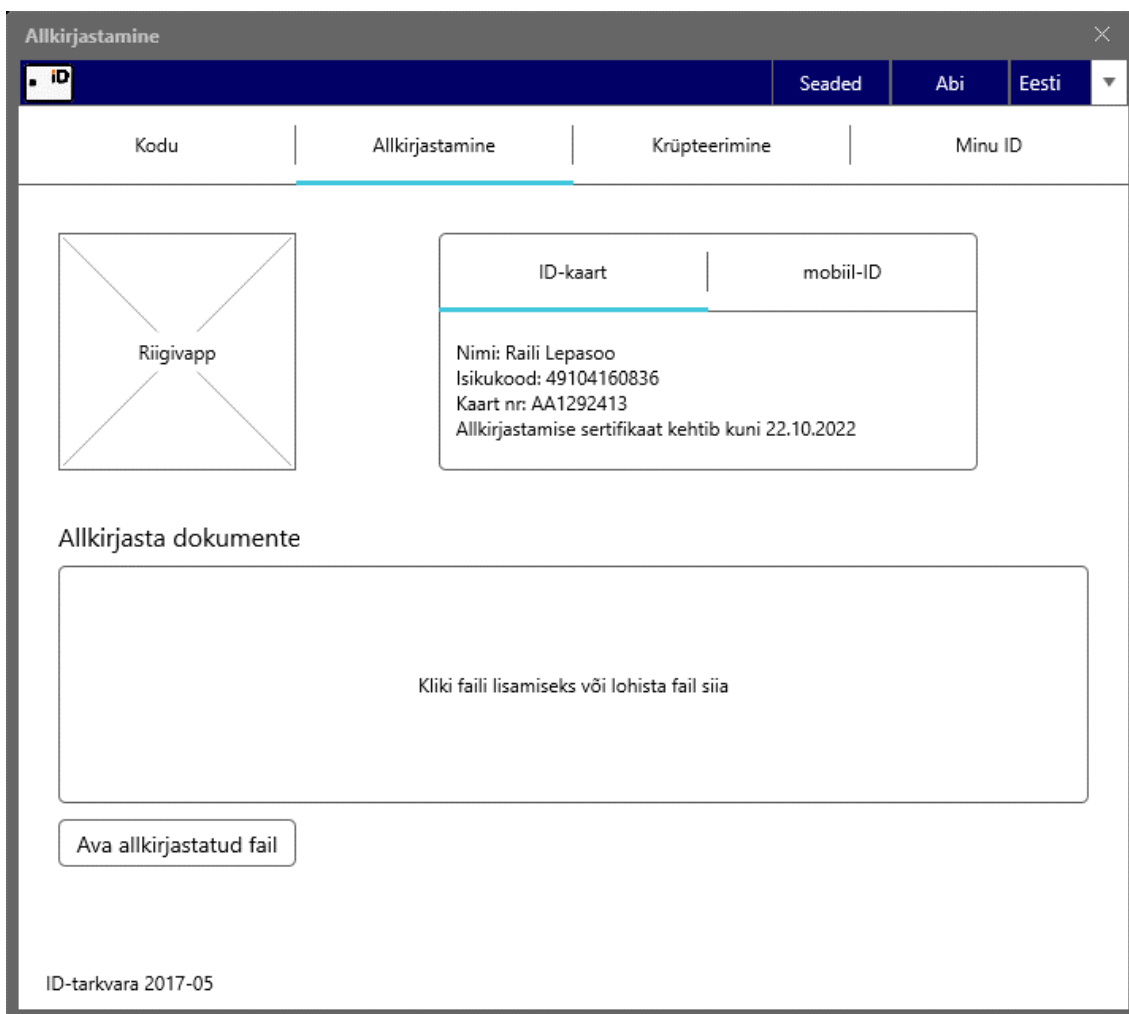 Allkirjastamine
iD
Seaded
Abi
Eesti
Kodu
Allkirjastamine
Krüpteerimine
Minu ID
Riigivapp
ID-kaart
mobiil-ID
Nimi: Raili Lepasoo
Isikukood: 49104160836
Kaart nr: AA1292413
Allkirjastamise sertifikaat kehtib kuni 22.10.2022
Allkirjasta dokumente
Kliki faili lisamiseks või lohista fail siia
Ava allkirjastatud fail
ID-tarkvara 2017-05